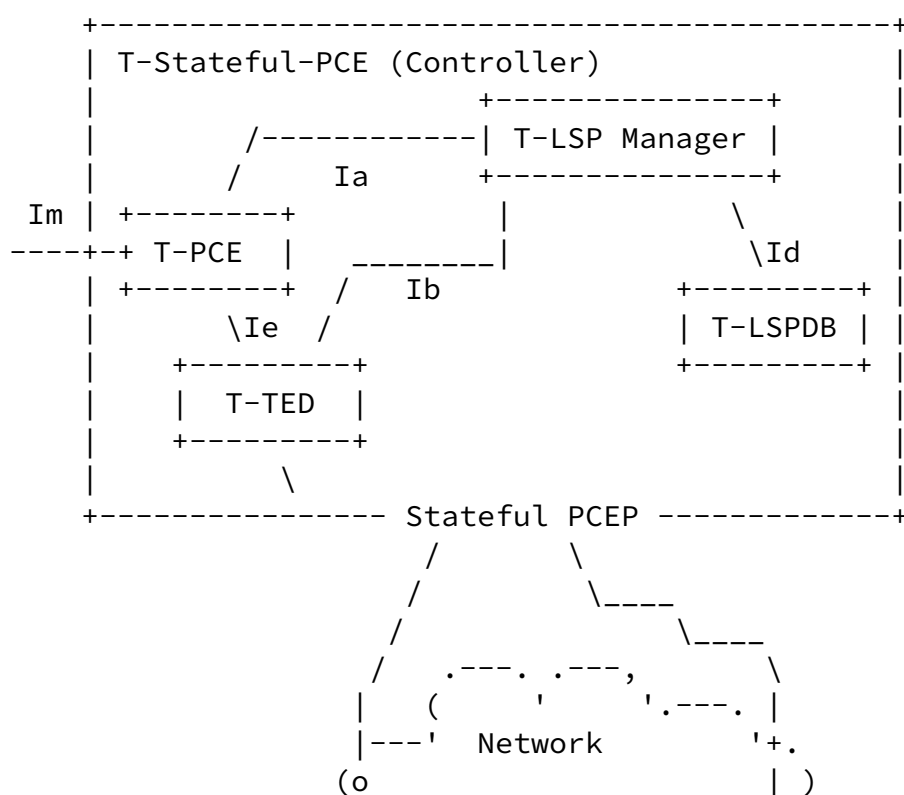 T-Stateful-PCE (Controller)
T-LSP Manager
Ia
Im
T-PCE
Id
Ib
Ie
T-LSPDB
T-TED
Stateful PCEP
Network
(o )